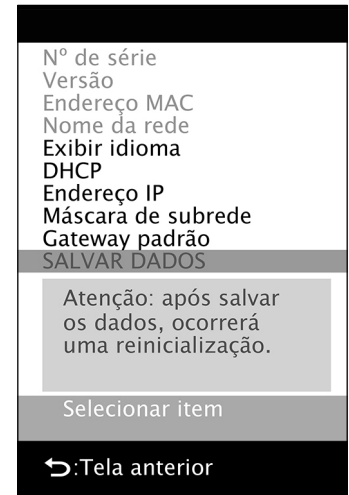 Nº de série
Versão
Endereço MAC
Nome da rede
Exibir idioma
DHCP
Endereço IP
Máscara de subrede
Gateway padrão
SALVAR DADOS
Atenção: após salvar
os dados, ocorrerá
uma reinicialização.
Selecionar item
:Tela anterior